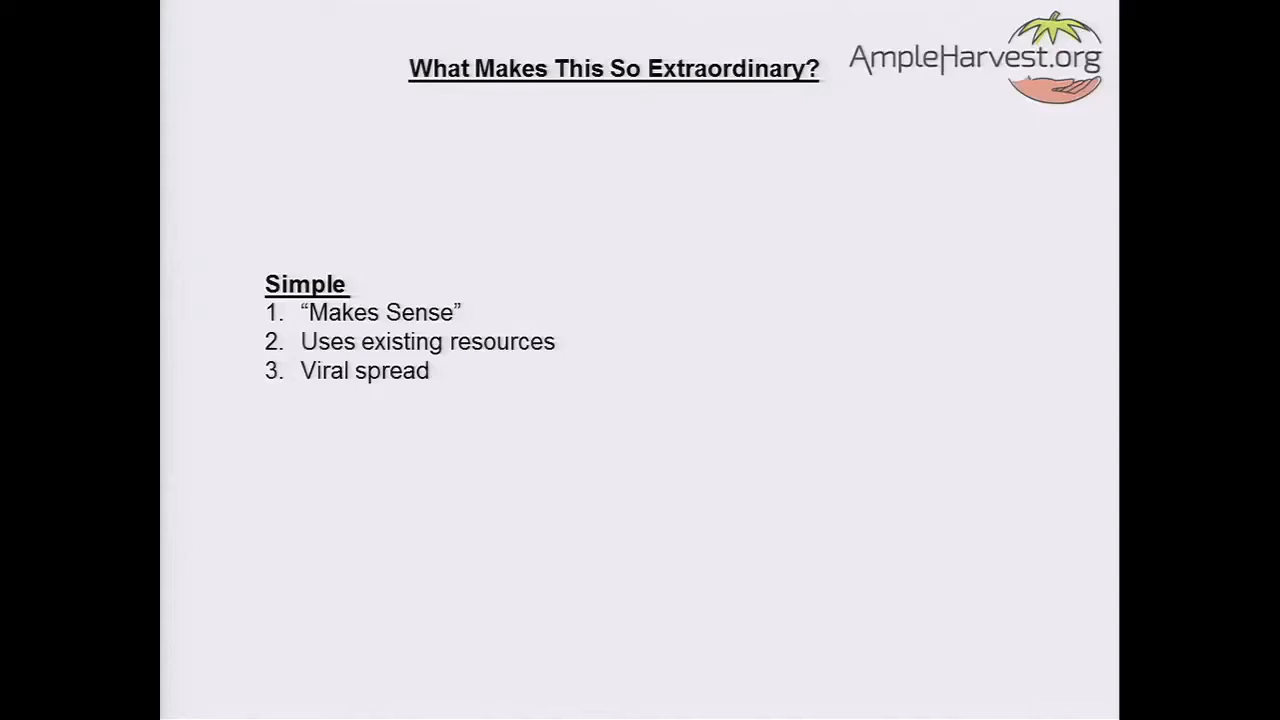 What Makes This So Extraordinary?
AmpleHarvest.org
Simple
1. “Makes Sense”
2. Uses existing resources
3. Viral spread